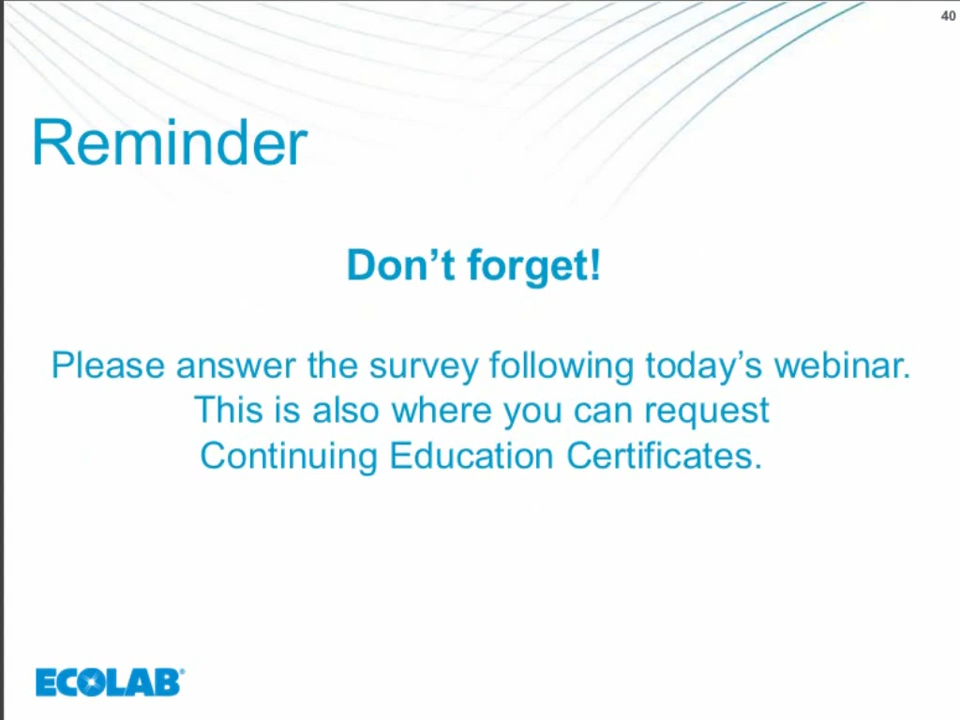 40
Reminder
Don’t forget!
Please answer the survey following today’s webinar.
This is also where you can request
Continuing Education Certificates.
ECOLAB®